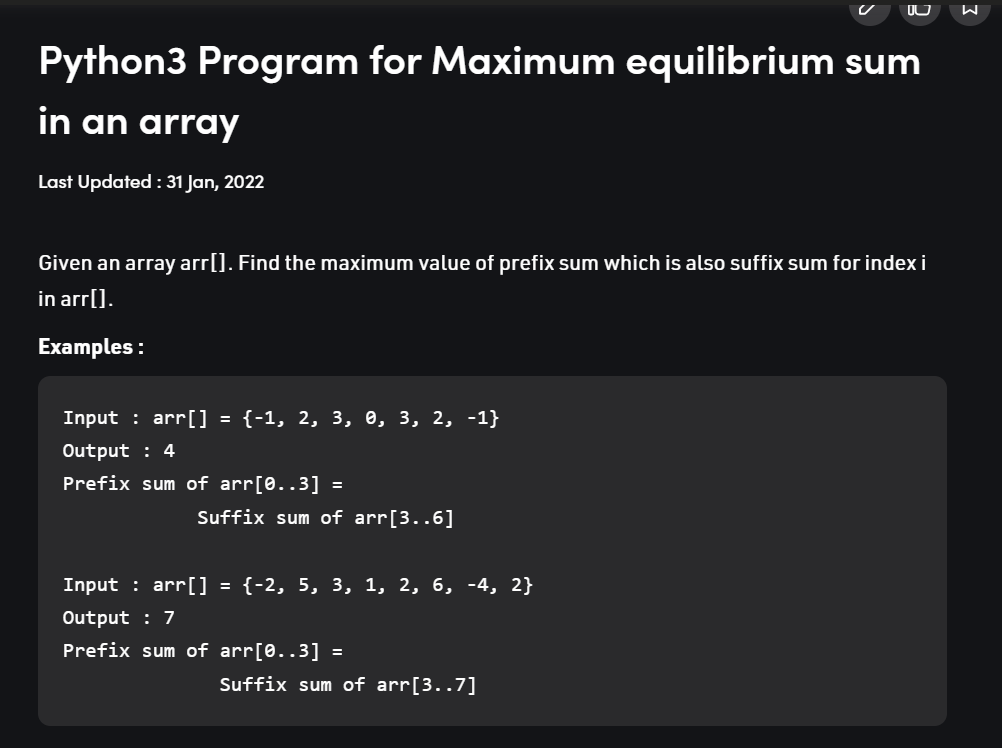 Python3 Program for Maximum equilibrium sum
in an array
Last Updated : 31 Jan, 2022
Given an array arr[]. Find the maximum value of prefix sum which is also suffix sum for index i
in arr[].
Examples :
Input : arr[] = {-1, 2, 3, 0, 3, 2, -1}
Output : 4
Prefix sum of arr[0..3] =
Suffix sum of arr[3..6]
Input : arr[] = {-2, 5, 3, 1, 2, 6, -4, 2}
Output : 7
Prefix sum of arr[0..3] =
Suffix sum of arr[3..7]